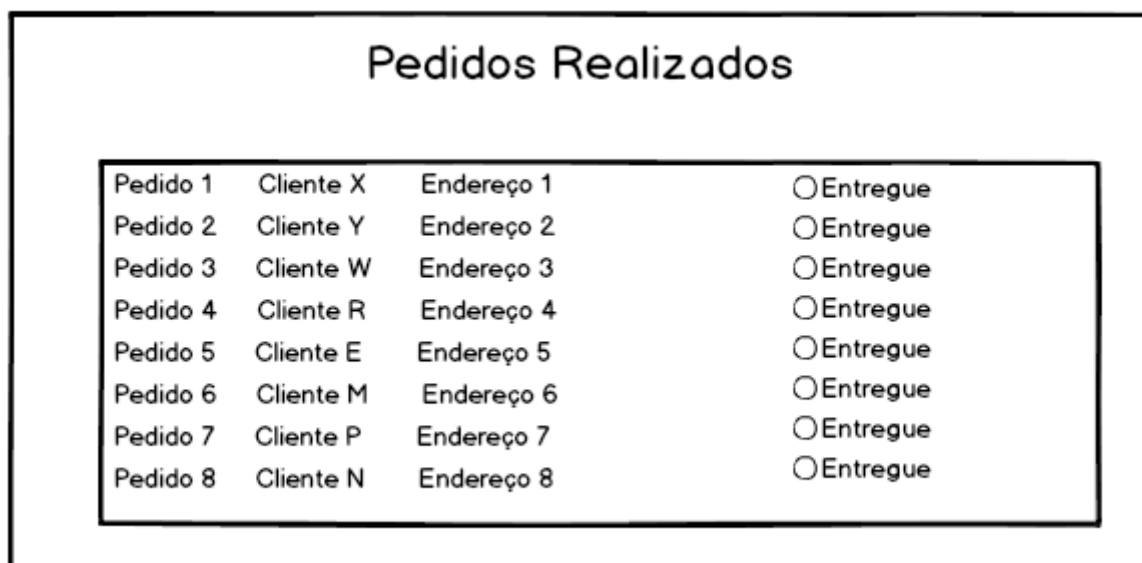 Pedidos Realizados
Pedido 1 Cliente X Endereço 1 Entregue
Pedido 2 Cliente Y Endereço 2 Entregue
Pedido 3 Cliente W Endereço 3 Entregue
Pedido 4 Cliente R Endereço 4 Entregue
Pedido 5 Cliente E Endereço 5 Entregue
Pedido 6 Cliente M Endereço 6 Entregue
Pedido 7 Cliente P Endereço 7 Entregue
Pedido 8 Cliente N Endereço 8 Entregue